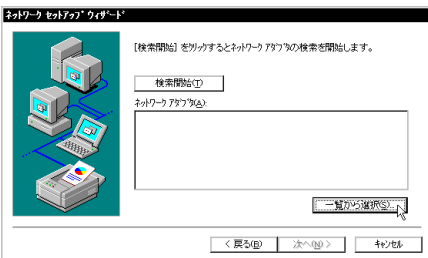 ネットワーク セットアップ ウィザード
[検索開始] をクリックするとネットワーク アダプタの検索を開始します。
検索開始(T)
ネットワーク アダプタ(A):
一覧から選択(S)...
< 戻る(B)
次へ(N) >
キャンセル